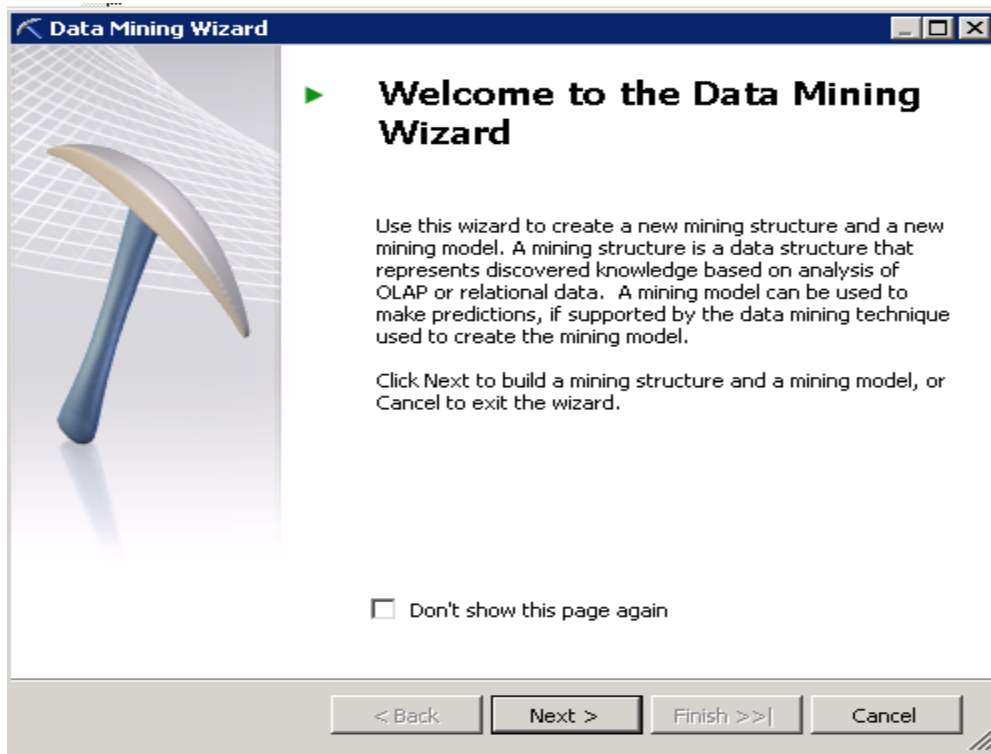 Data Mining Wizard
Welcome to the Data Mining
Wizard
Use this wizard to create a new mining structure and a new
mining model. A mining structure is a data structure that
represents discovered knowledge based on analysis of
OLAP or relational data.  A mining model can be used to
make predictions, if supported by the data mining technique
used to create the mining model.
Click Next to build a mining structure and a mining model, or
Cancel to exit the wizard.
Don't show this page again
< Back
Next >
Finish >>|
Cancel